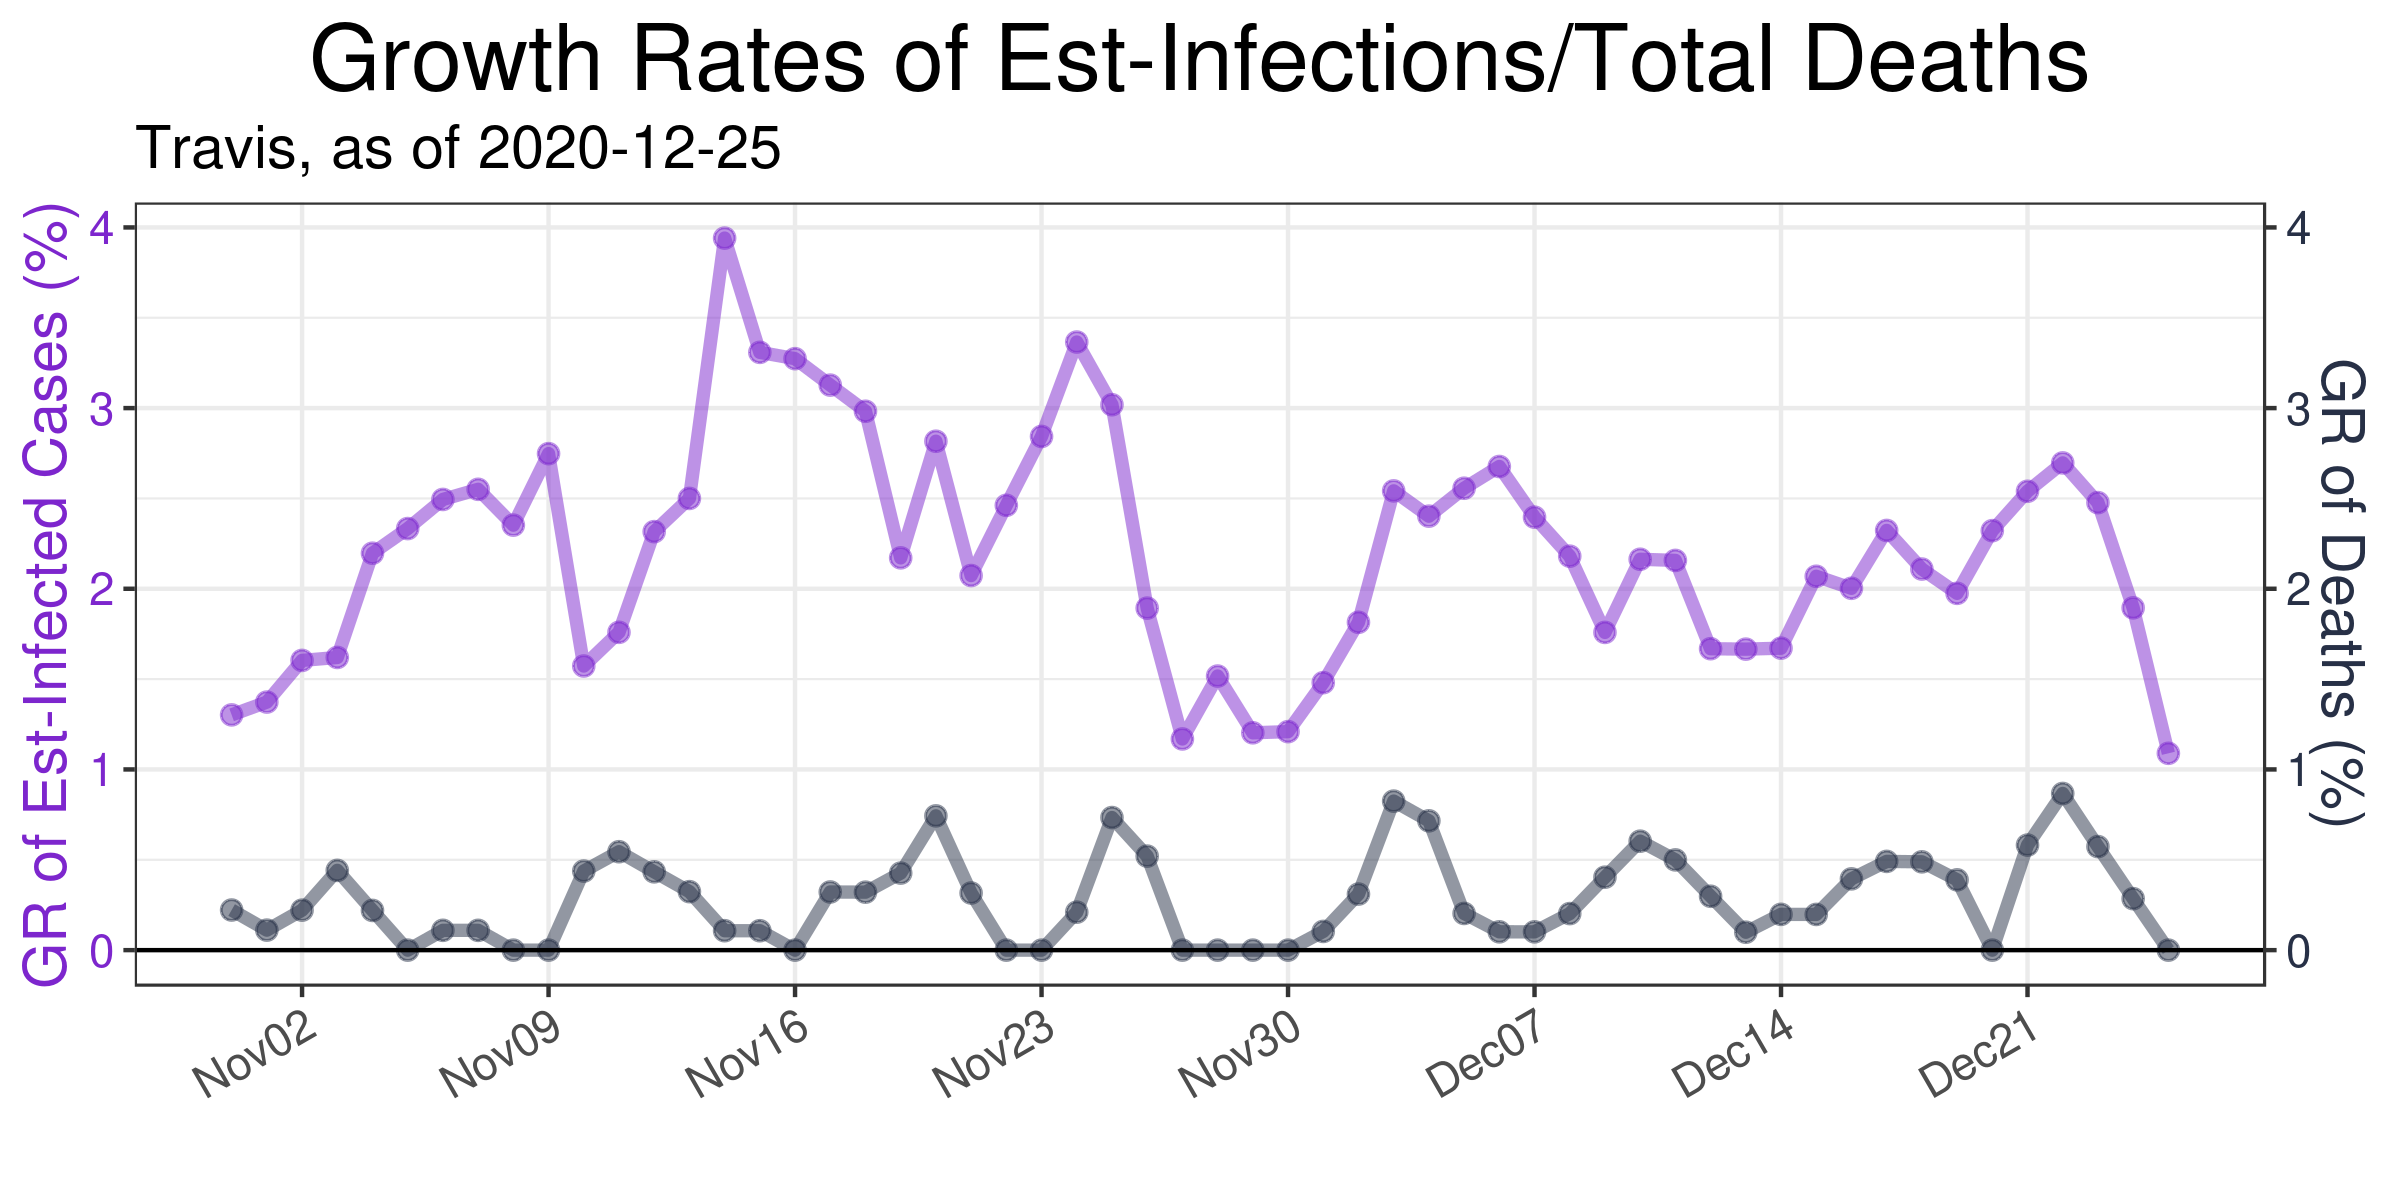 Growth Rates of Est-Infections/Total Deaths
Travis, as of 2020-12-25
GR of Est-Infected Cases (%)
4
3
2
1
0
4
3
2
1
0
GR of Deaths (%)
Nov02
Nov09
Nov16
Nov23
Nov30
Dec07
Dec14
Dec21